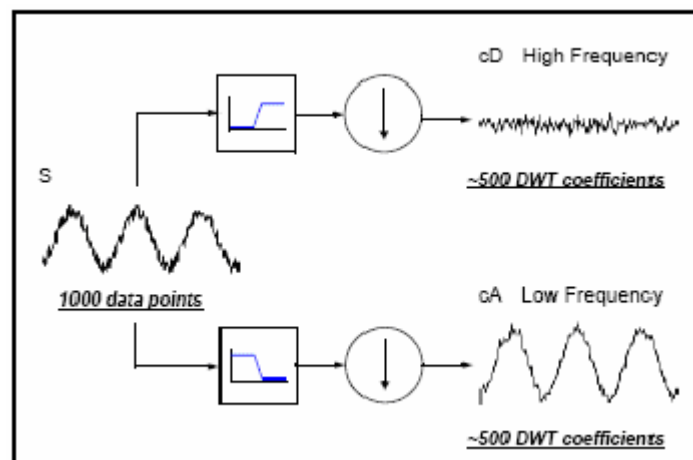 cD High Frequency
~500 DWT coefficients
S
1000 data points
cA Low Frequency
~500 DWT coefficients